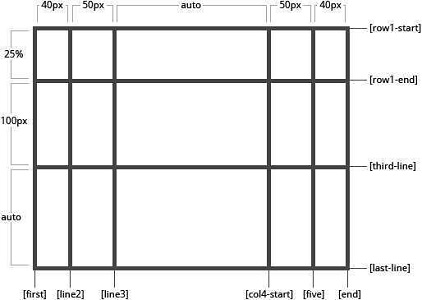 40px 50px auto 50px 40px
[row1-start]
25%
[row1-end]
100px
[third-line]
auto
[last-line]
[first] [line2] [line3] [col4-start] [five] [end]